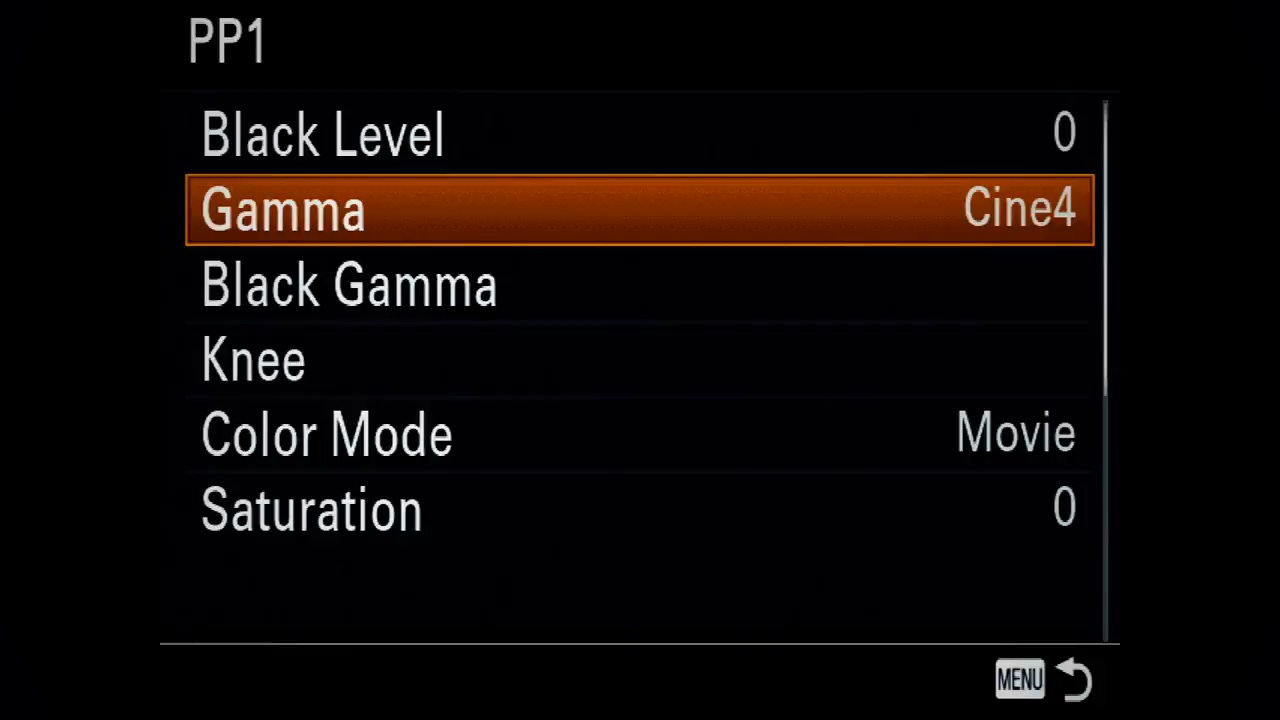 PP1
Black Level 0
Gamma Cine4
Black Gamma
Knee
Color Mode Movie
Saturation 0
MENU